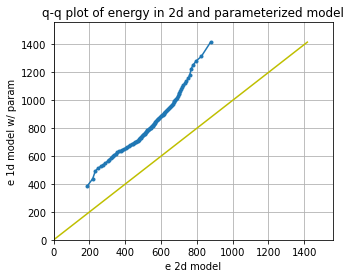 q-q plot of energy in 2d and parameterized model
e 1d model w/ param
1400
1200
1000
800
600
400
200
0
0 200 400 600 800 1000 1200 1400
e 2d model